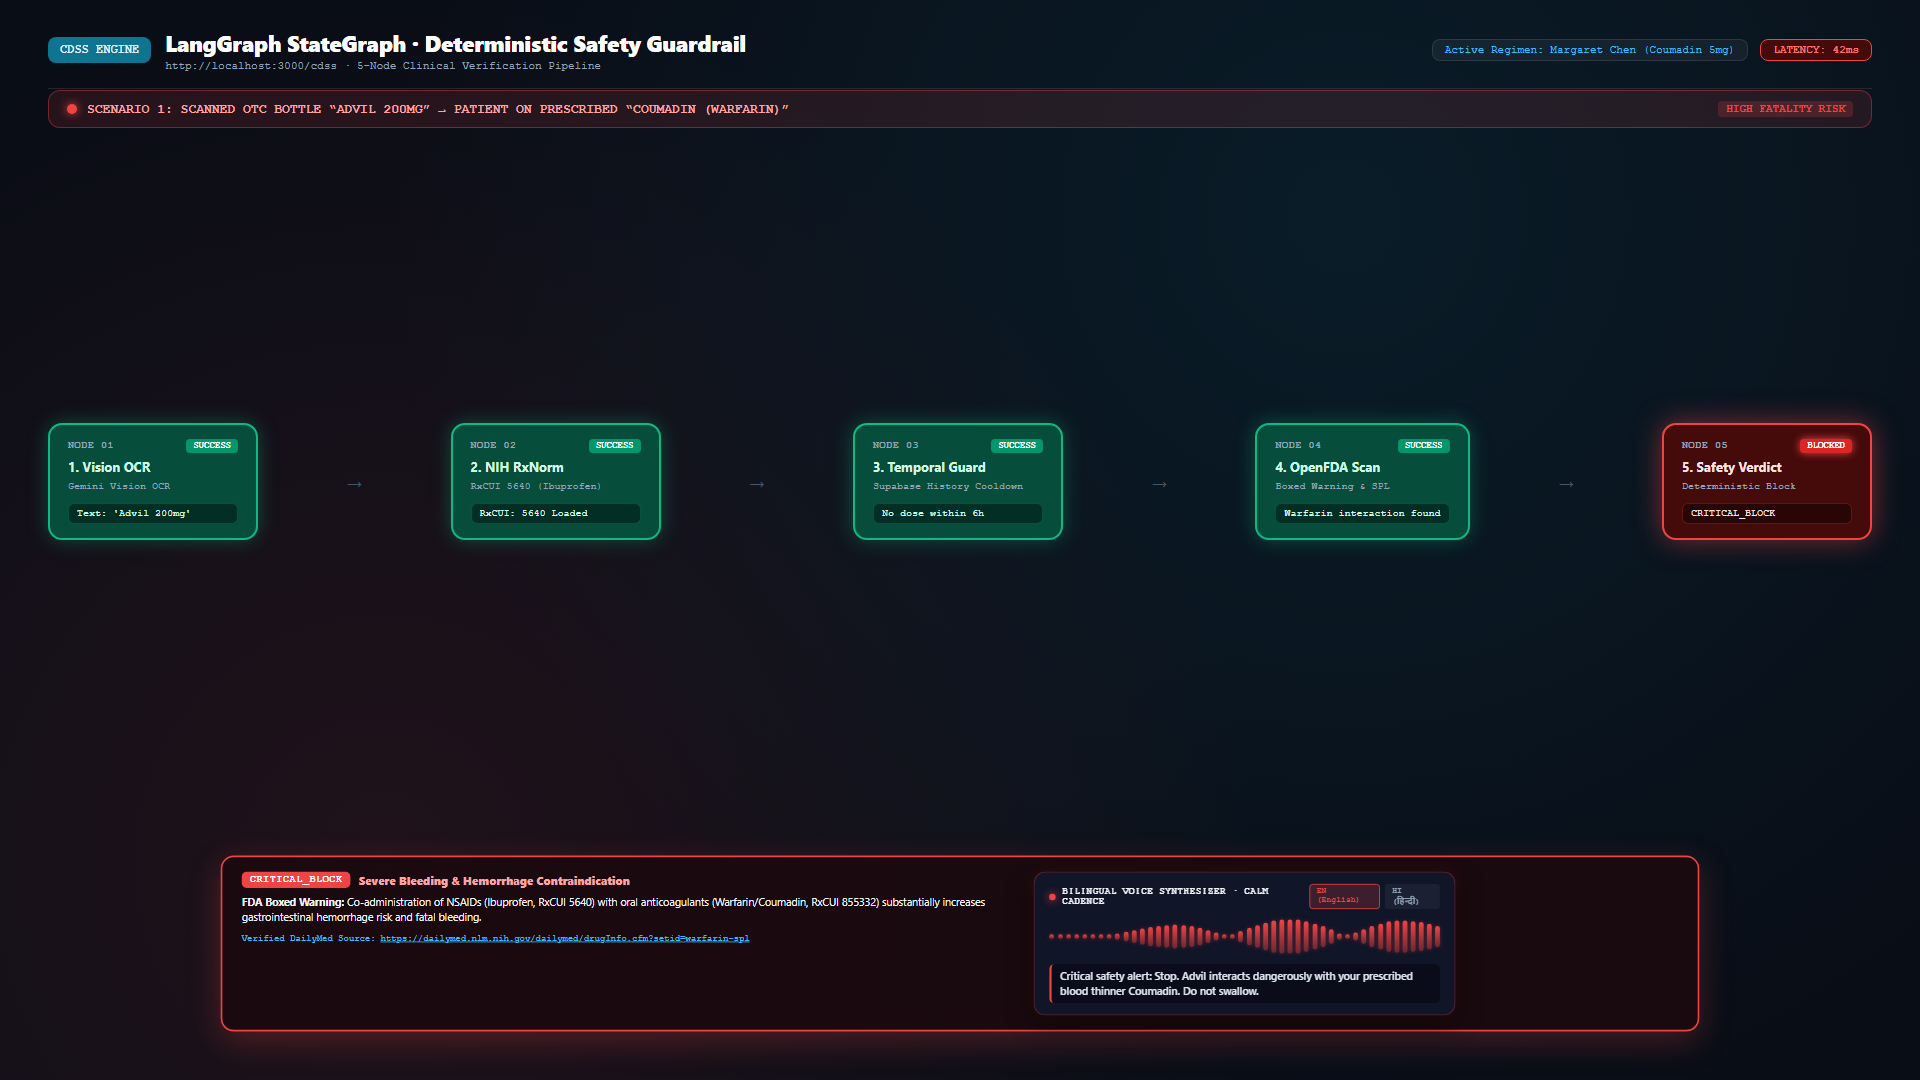 CDSS ENGINE
LangGraph StateGraph · Deterministic Safety Guardrail
http://localhost:3000/cdss · 5-Node Clinical Verification Pipeline
Active Regimen: Margaret Chen (Coumadin 5mg)
LATENCY: 42ms
SCENARIO 1: SCANNED OTC BOTTLE “ADVIL 200MG” → PATIENT ON PRESCRIBED “COUMADIN (WARFARIN)”
HIGH FATALITY RISK
NODE 01
SUCCESS
1. Vision OCR
Gemini Vision OCR
Text: 'Advil 200mg'
→
NODE 02
SUCCESS
2. NIH RxNorm
RxCUI 5640 (Ibuprofen)
RxCUI: 5640 Loaded
→
NODE 03
SUCCESS
3. Temporal Guard
Supabase History Cooldown
No dose within 6h
→
NODE 04
SUCCESS
4. OpenFDA Scan
Boxed Warning & SPL
Warfarin interaction found
→
NODE 05
BLOCKED
5. Safety Verdict
Deterministic Block
CRITICAL_BLOCK
CRITICAL_BLOCK
Severe Bleeding & Hemorrhage Contraindication
FDA Boxed Warning: Co-administration of NSAIDs (Ibuprofen, RxCUI 5640) with oral anticoagulants (Warfarin/Coumadin, RxCUI 855332) substantially increases
gastrointestinal hemorrhage risk and fatal bleeding.
Verified DailyMed Source: https://dailymed.nlm.nih.gov/dailymed/drugInfo.cfm?setid=warfarin-spl
BILINGUAL VOICE SYNTHESIZER · CALM
CADENCE
EN
(English)
HI
(हिन्दी)
Critical safety alert: Stop. Advil interacts dangerously with your prescribed
blood thinner Coumadin. Do not swallow.